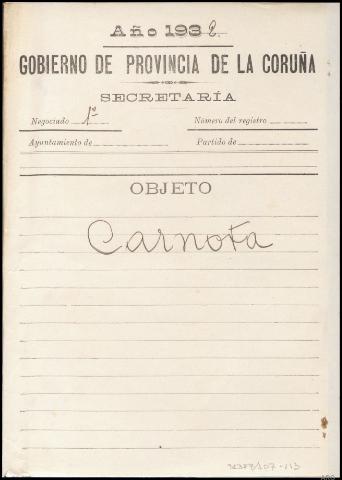 Año 1932.
GOBIERNO DE PROVINCIA DE LA CORUÑA
SECRETARÍA
Negociado 1º Número del registro
Ayuntamiento de Partido de
OBJETO
Carnota